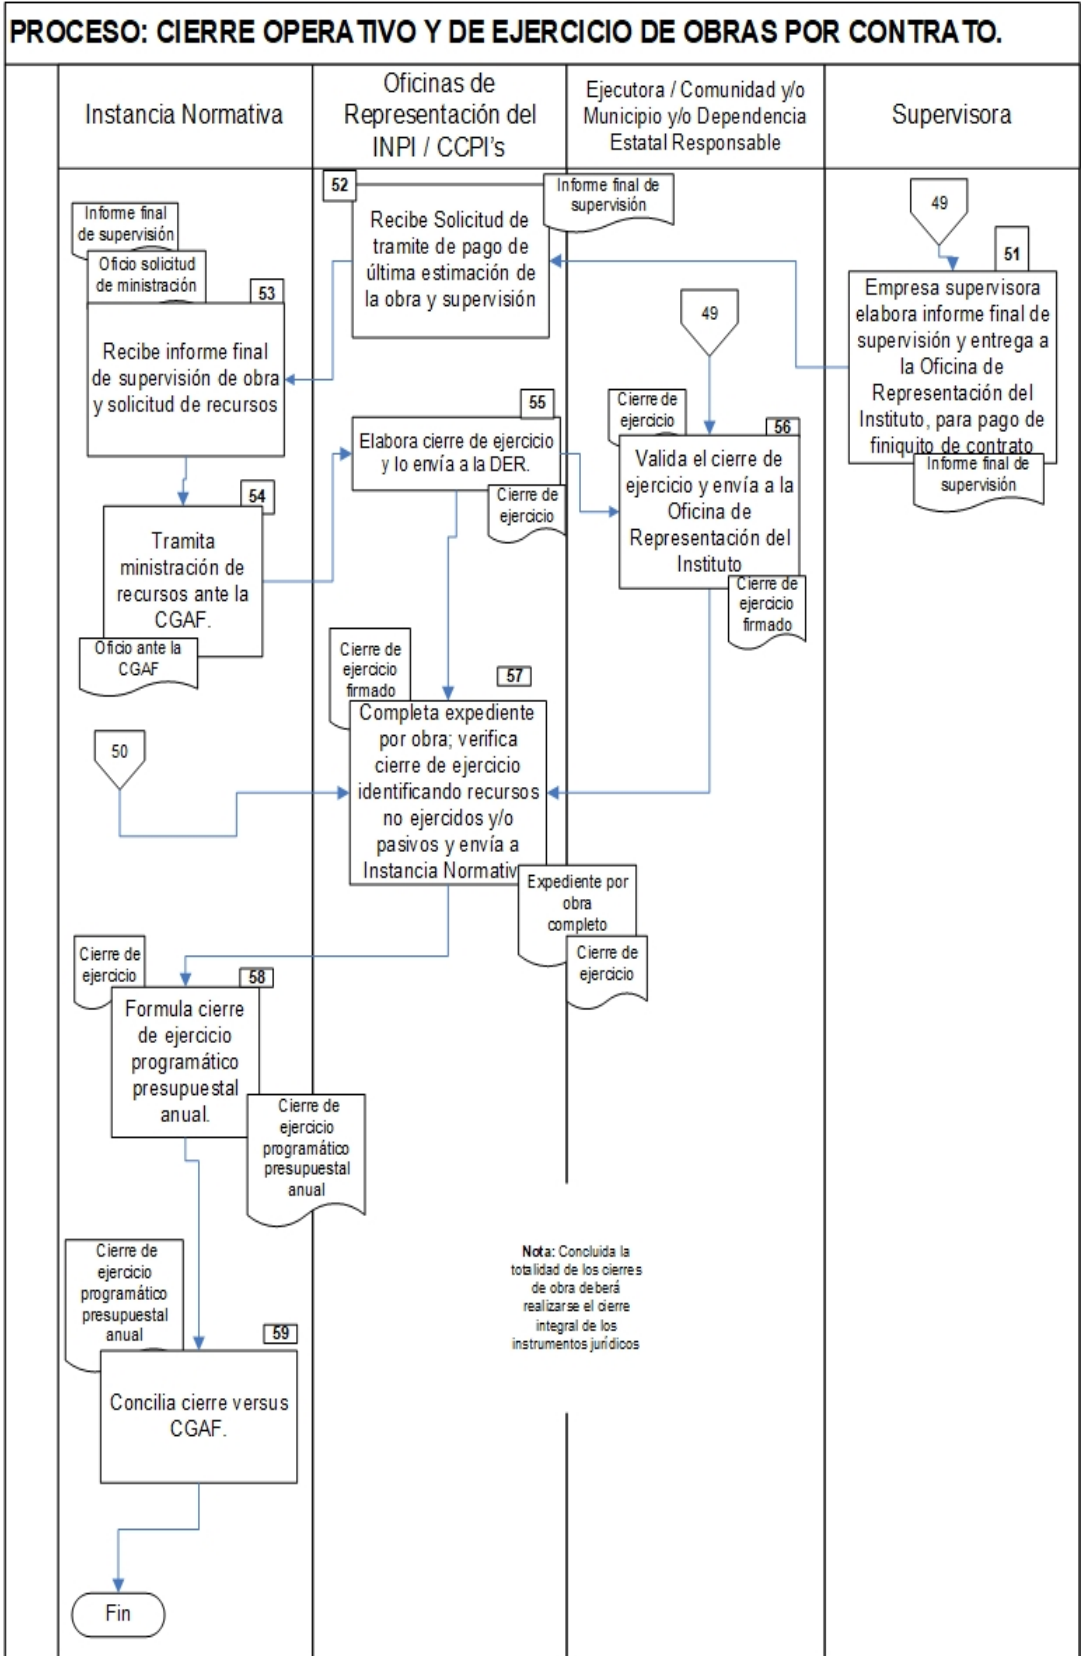 PROCESO: CIERRE OPERATIVO Y DE EJERCICIO DE OBRAS POR CONTRATO.
Instancia Normativa
Oficinas de
Representación del
INPI / CCPI's
Ejecutora / Comunidad y/o
Municipio y/o Dependencia
Estatal Responsable
Supervisora
49
51
Empresa supervisora
elabora informe final de
supervisión y entrega a
la Oficina de
Representación del
Instituto, para pago de
finiquito de contrato
Informe final de
supervisión
52
Informe final de
supervisión
Recibe Solicitud de
tramite de pago de
última estimación de
la obra y supervisión
Informe final
de supervisión
Oficio solicitud
de ministración
53
Recibe informe final
de supervisión de obra
y solicitud de recursos
54
Tramita
ministración de
recursos ante la
CGAF.
Oficio ante la
CGAF
55
Elabora cierre de ejercicio
y lo envía a la DER.
Cierre de
ejercicio
49
Cierre de
ejercicio
56
Valida el cierre de
ejercicio y envía a la
Oficina de
Representación del
Instituto
Cierre de
ejercicio
firmado
Cierre de
ejercicio
firmado
57
Completa expediente
por obra; verifica
cierre de ejercicio
identificando recursos
no ejercidos y/o
pasivos y envía a
Instancia Normativ
50
Expediente por
obra
completo
Cierre de
ejercicio
Cierre de
ejercicio
58
Formula cierre
de ejercicio
programático
presupuestal
anual.
Cierre de
ejercicio
programático
presupuestal
anual
Nota: Concluida la
totalidad de los cierres
de obra deberá
realizarse el cierre
integral de los
instrumentos jurídicos
Cierre de
ejercicio
programático
presupuestal
anual
59
Concilia cierre versus
CGAF.
Fin